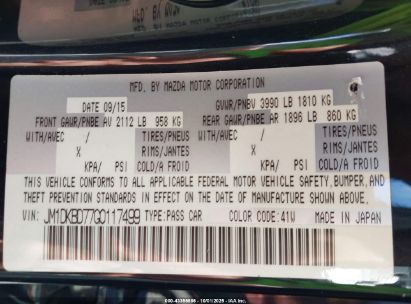 MFD. BY MAZDA MOTOR CORPORATION
DATE 09/15 GVWR/PNBV 3990 LB 1810 KG
FRONT GAWR/PNBE AV 2112 LB 958 KG REAR GAWR/PNBE AR 1896 LB 860 KG
WITH/AVEC / TIRES/PNEUS WITH/AVEC / TIRES/PNEUS
X RIMS/JANTES X RIMS/JANTES
KPA/ PSI COLD/A FROID KPA/ PSI COLD/A FROID
THIS VEHICLE CONFORMS TO ALL APPLICABLE FEDERAL MOTOR VEHICLE SAFETY, BUMPER, AND
THEFT PREVENTION STANDARDS IN EFFECT ON THE DATE OF MANUFACTURE SHOWN ABOVE.
VIN: JM1DKBD77G0117499 TYPE: PASS CAR COLOR CODE: 41W MADE IN JAPAN
10/01/2025